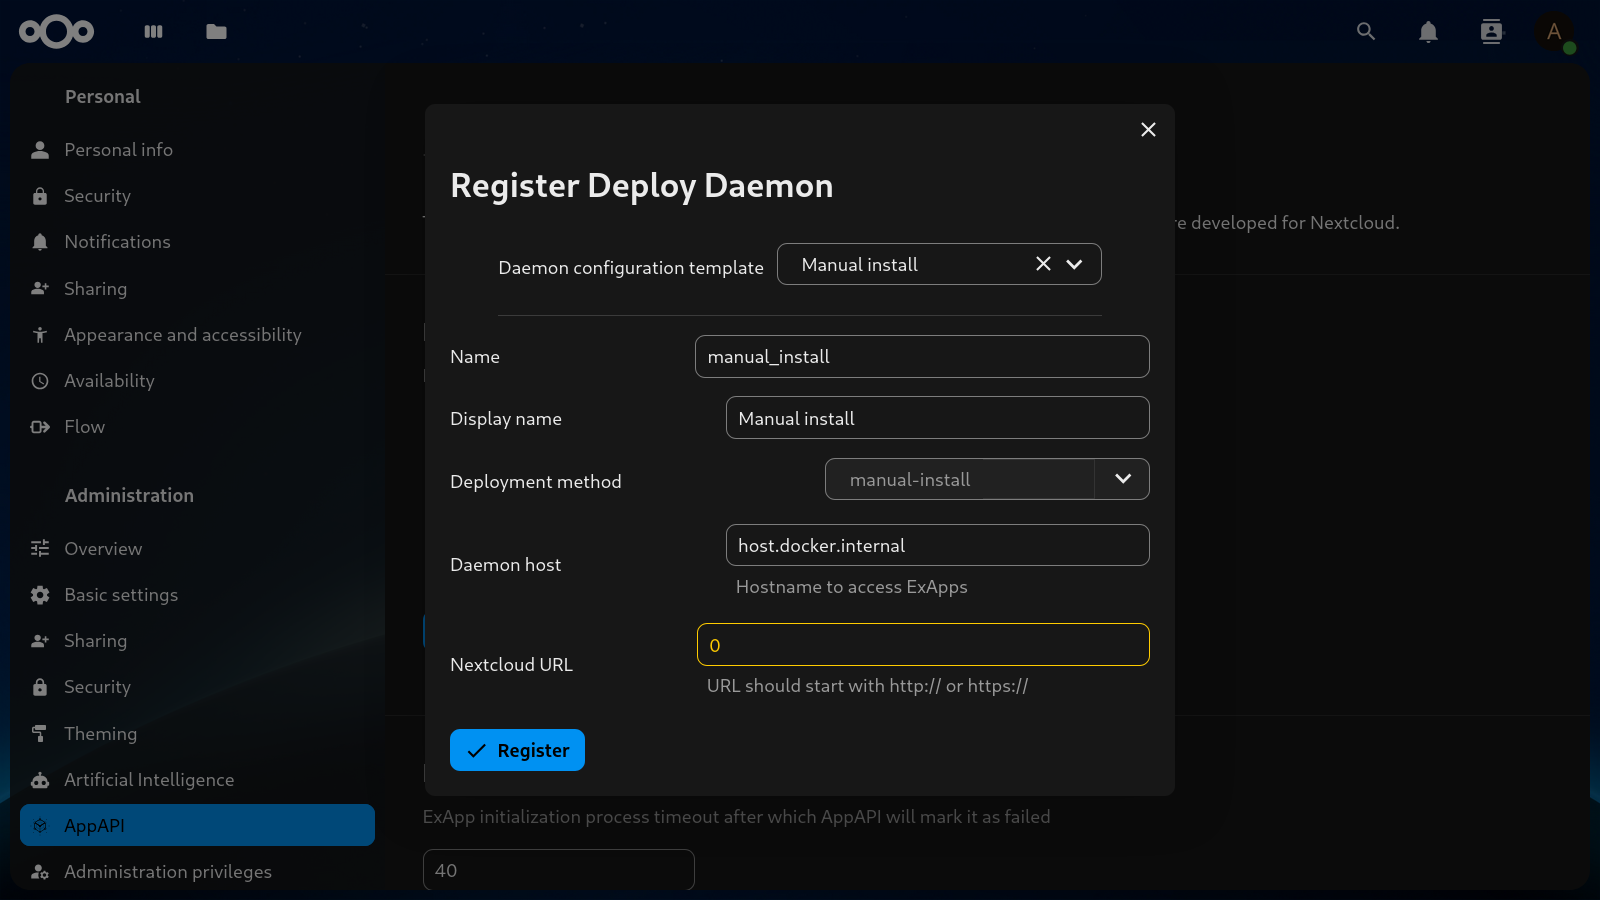 A
Personal
Personal info
Security
Notifications
Sharing
Appearance and accessibility
Availability
Flow
Administration
Overview
Basic settings
Sharing
Security
Theming
Artificial Intelligence
AppAPI
Administration privileges
developed for Nextcloud.
Register Deploy Daemon
Daemon configuration template
Manual install
Name
manual_install
Display name
Manual install
Deployment method
manual-install
Daemon host
host.docker.internal
Hostname to access ExApps
Nextcloud URL
0
URL should start with http:// or https://
Register
ExApp initialization process timeout after which AppAPI will mark it as failed
40